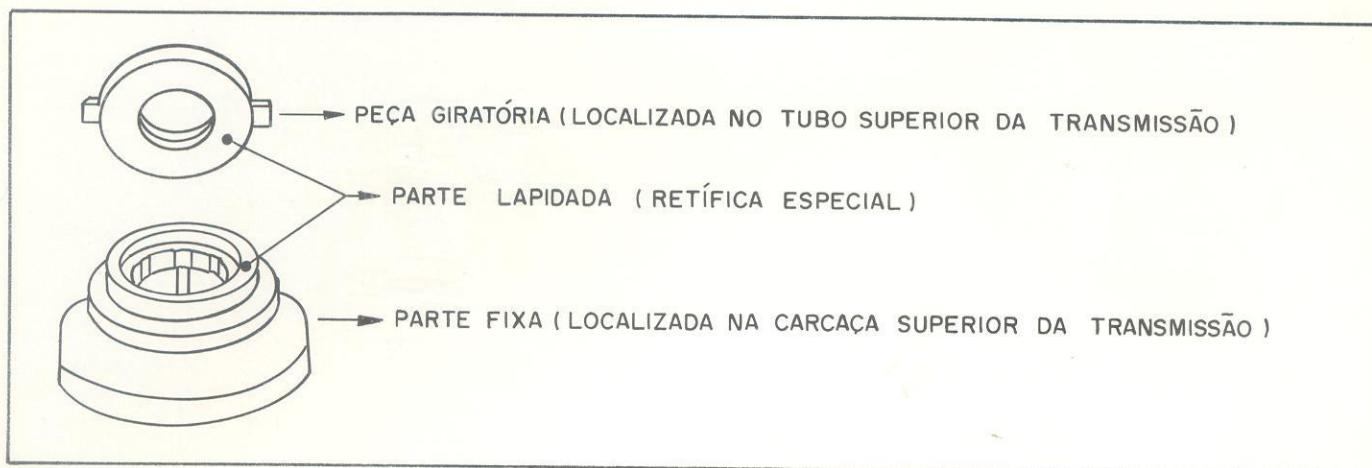 PEÇA GIRATÓRIA (LOCALIZADA NO TUBO SUPERIOR DA TRANSMISSÃO)
PARTE LAPIDADA (RETÍFICA ESPECIAL)
PARTE FIXA (LOCALIZADA NA CARCAÇA SUPERIOR DA TRANSMISSÃO)